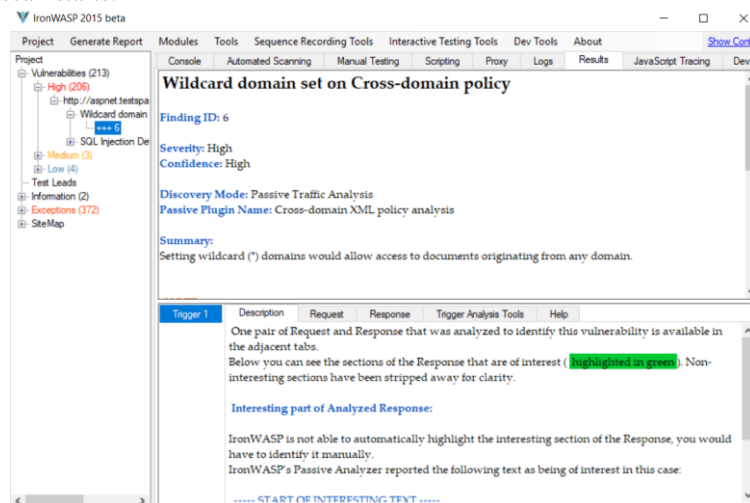 IronWASP 2015 beta
Project Generate Report Modules Tools Sequence Recording Tools Interactive Testing Tools Dev Tools About Show Conf
Project
Vulnerabilities (213)
High (206)
http://aspnet.testspa
Wildcard domain
+++ 6
SQL Injection De
Medium (3)
Low (4)
Test Leads
Information (2)
Exceptions (372)
SiteMap
Console Automated Scanning Manual Testing Scripting Proxy Logs Results JavaScript Tracing Dev
Wildcard domain set on Cross-domain policy
Finding ID: 6
Severity: High
Confidence: High
Discovery Mode: Passive Traffic Analysis
Passive Plugin Name: Cross-domain XML policy analysis
Summary:
Setting wildcard (*) domains would allow access to documents originating from any domain.
Trigger 1 Description Request Response Trigger Analysis Tools Help
One pair of Request and Response that was analyzed to identify this vulnerability is available in
the adjacent tabs.
Below you can see the sections of the Response that are of interest ( highlighted in green ). Non-
interesting sections have been stripped away for clarity.
Interesting part of Analyzed Response:
IronWASP is not able to automatically highlight the interesting section of the Response, you would
have to identify it manually.
IronWASP's Passive Analyzer reported the following text as being of interest in this case:
----- START OF INTERESTING TEXT -----